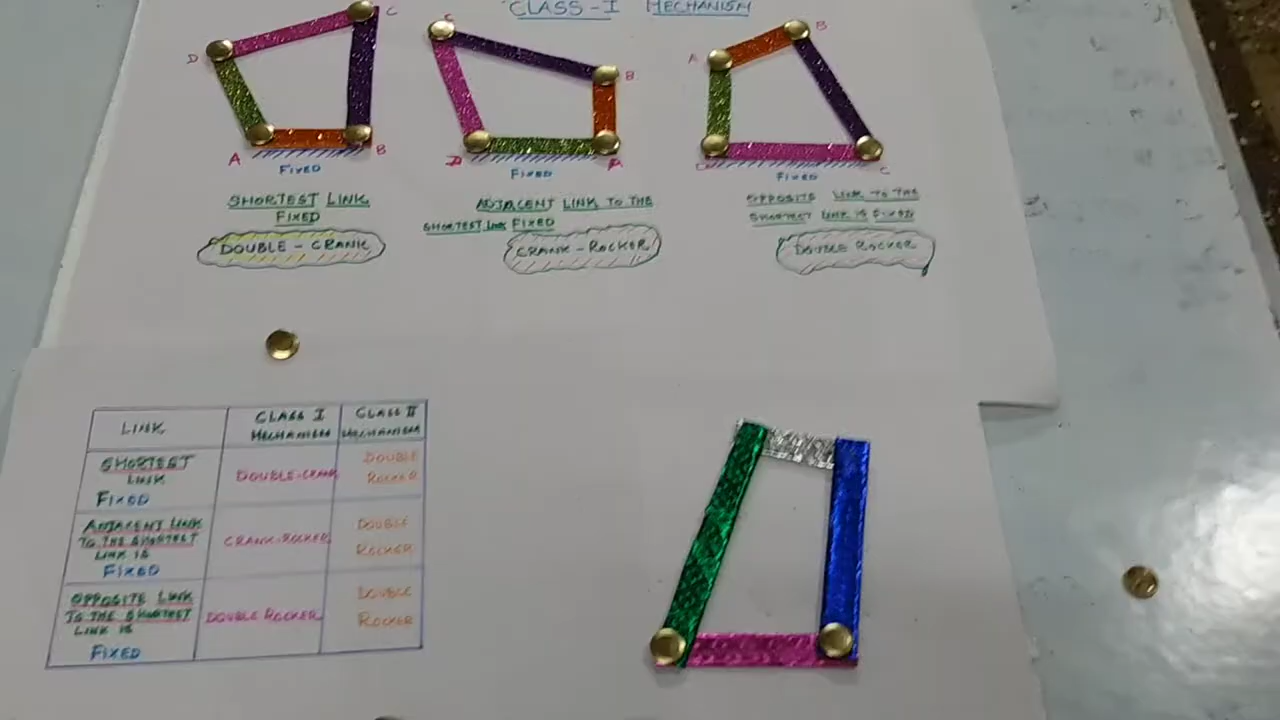 CLASS-I MECHANISM
D C
A B
FIXED
SHORTEST LINK
FIXED
DOUBLE - CRANK
C B
D A
FIXED
ADJACENT LINK TO THE
SHORTEST LINK FIXED
CRANK - ROCKER
A B
C
FIXED
OPPOSITE LINK TO THE
SHORTEST LINK IS FIXED
DOUBLE ROCKER
LINK
CLASS I
MECHANISM
CLASS II
MECHANISM
SHORTEST
LINK
FIXED
DOUBLE-CRANK
DOUBLE
ROCKER
ADJACENT LINK
TO THE SHORTEST
LINK IS
FIXED
CRANK-ROCKER
DOUBLE
ROCKER
OPPOSITE LINK
TO THE SHORTEST
LINK IS
FIXED
DOUBLE ROCKER
DOUBLE
ROCKER